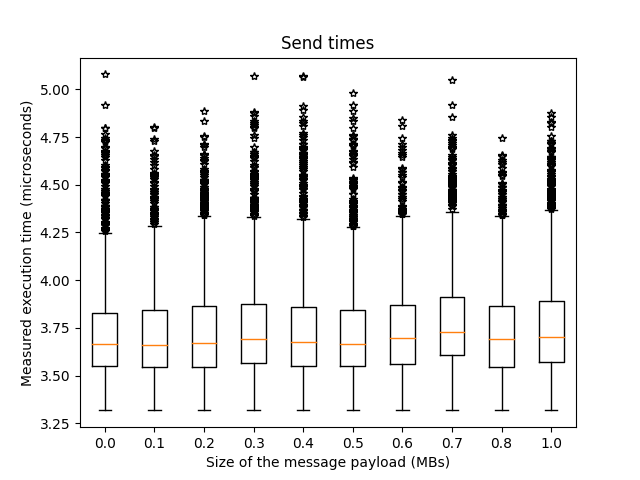 Send times
Measured execution time (microseconds)
5.00
4.75
4.50
4.25
4.00
3.75
3.50
3.25
0.0 0.1 0.2 0.3 0.4 0.5 0.6 0.7 0.8 1.0
Size of the message payload (MBs)